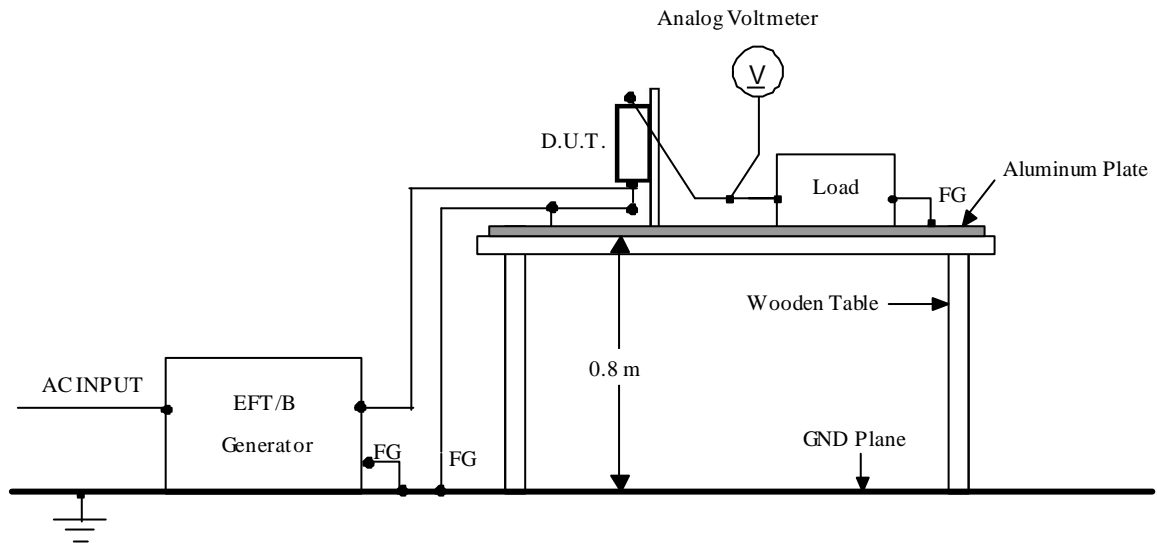 Analog Voltmeter
V
D.U.T.
Load
FG
Aluminum Plate
Wooden Table
0.8 m
AC INPUT
EFT/B
Generator
FG
FG
GND Plane